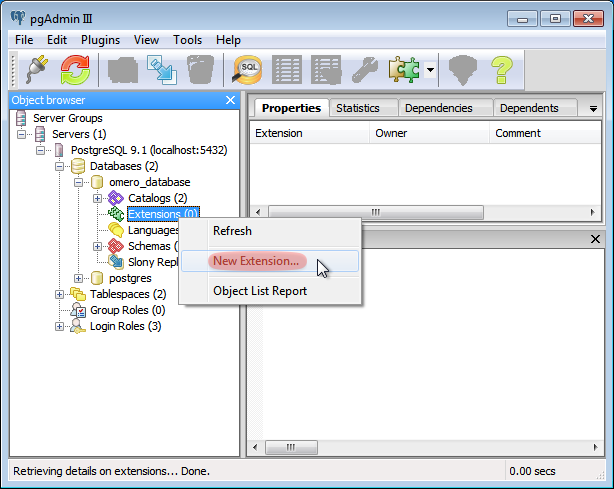 pgAdmin III
File Edit Plugins View Tools Help
SQL
Object browser
Properties Statistics Dependencies Dependents
Extension Owner Comment
Server Groups
Servers (1)
PostgreSQL 9.1 (localhost:5432)
Databases (2)
omero_database
Catalogs (2)
Extensions (0)
Languages
Schemas
Slony Repl
postgres
Tablespaces (2)
Group Roles (0)
Login Roles (3)
Refresh
New Extension...
Object List Report
Retrieving details on extensions... Done. 0.00 secs